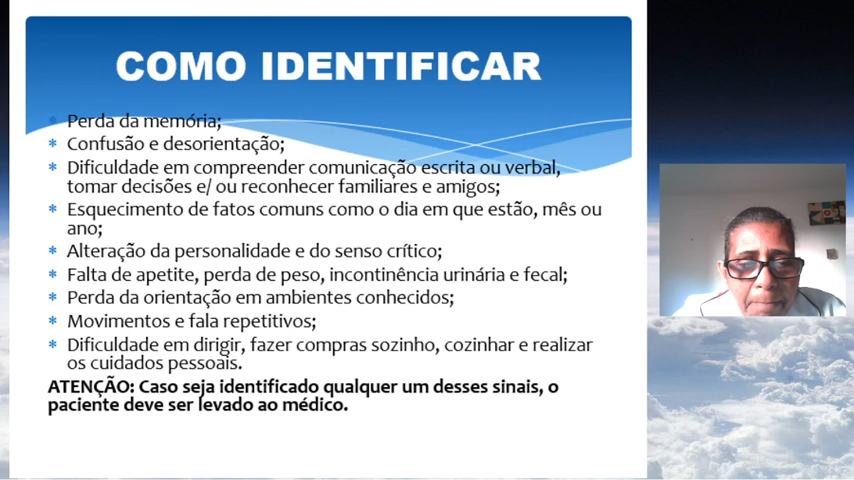 COMO IDENTIFICAR
Perda da memória;
Confusão e desorientação;
Dificuldade em compreender comunicação escrita ou verbal,
tomar decisões e/ ou reconhecer familiares e amigos;
Esquecimento de fatos comuns como o dia em que estão, mês ou
ano;
Alteração da personalidade e do senso crítico;
Falta de apetite, perda de peso, incontinência urinária e fecal;
Perda da orientação em ambientes conhecidos;
Movimentos e fala repetitivos;
Dificuldade em dirigir, fazer compras sozinho, cozinhar e realizar
os cuidados pessoais.
ATENÇÃO: Caso seja identificado qualquer um desses sinais, o
paciente deve ser levado ao médico.